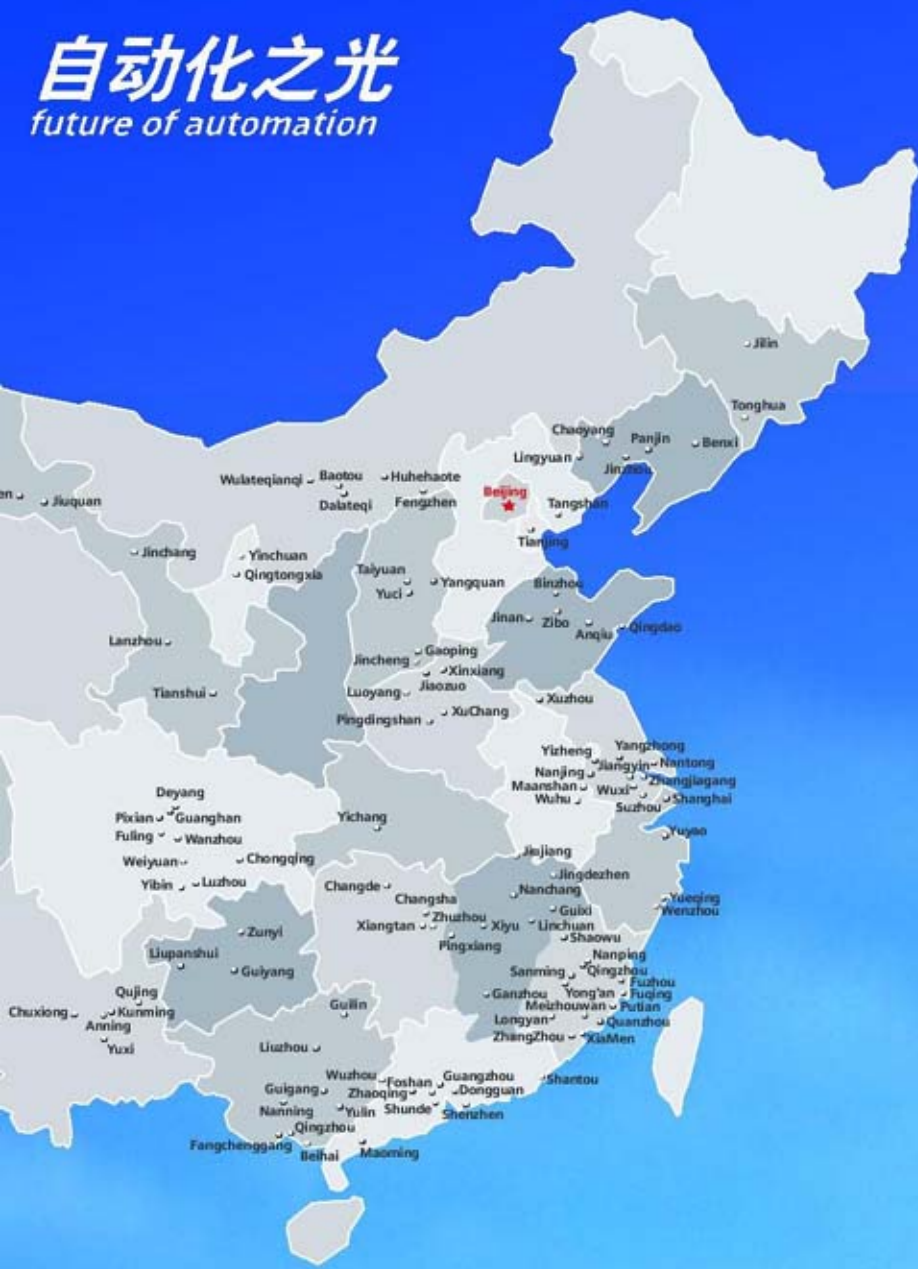 自动化之光
future of automation
Jilin
Tonghua
Chaoyang
Panjin
Benxi
Lingyuan
Jinzhou
Wulateqianqi
Baotou
Huhehaote
Dalateqi
Fengzhen
Beijing
Tangshan
Tianjing
en
Jiuquan
Jinchang
Yinchuan
Qingtongxia
Taiyuan
Yangquan
Yuci
Binzhou
Jinan
Zibo
Anqiu
Qingdao
Lanzhou
Gaoping
Jincheng
Xinxiang
Jiaozuo
Tianshui
Luoyang
Xuzhou
XuChang
Pingdingshan
Yizheng
Yangzhong
Nanjing
Jiangyin
Nantong
Maanshan
Wuxi
Zhangjiagang
Wuhu
Suzhou
Shanghai
Deyang
Pixian
Guanghan
Yichang
Fuling
Wanzhou
Yuyao
Weiyuan
Chongqing
Jiujiang
Yibin
Luzhou
Changde
Jingdezhen
Nanchang
Changsha
Yueqing
Wenzhou
Zhuzhou
Guixi
Xiangtan
Xiyu
Linchuan
Zunyi
Pingxiang
Shaowu
Liupanshui
Guiyang
Nanping
Sanming
Qingzhou
Fuzhou
Qujing
Guilin
Ganzhou
Yong'an
Fuqing
Chuxiong
Kunming
Meizhouwan
Putian
Anning
Longyan
Quanzhou
Yuxi
ZhangZhou
XiaMen
Liuzhou
Wuzhou
Foshan
Guangzhou
Shantou
Guigang
Zhaoqing
Dongguan
Nanning
Yulin
Shunde
Shenzhen
Qingzhou
Fangchenggang
Beihai
Maoming